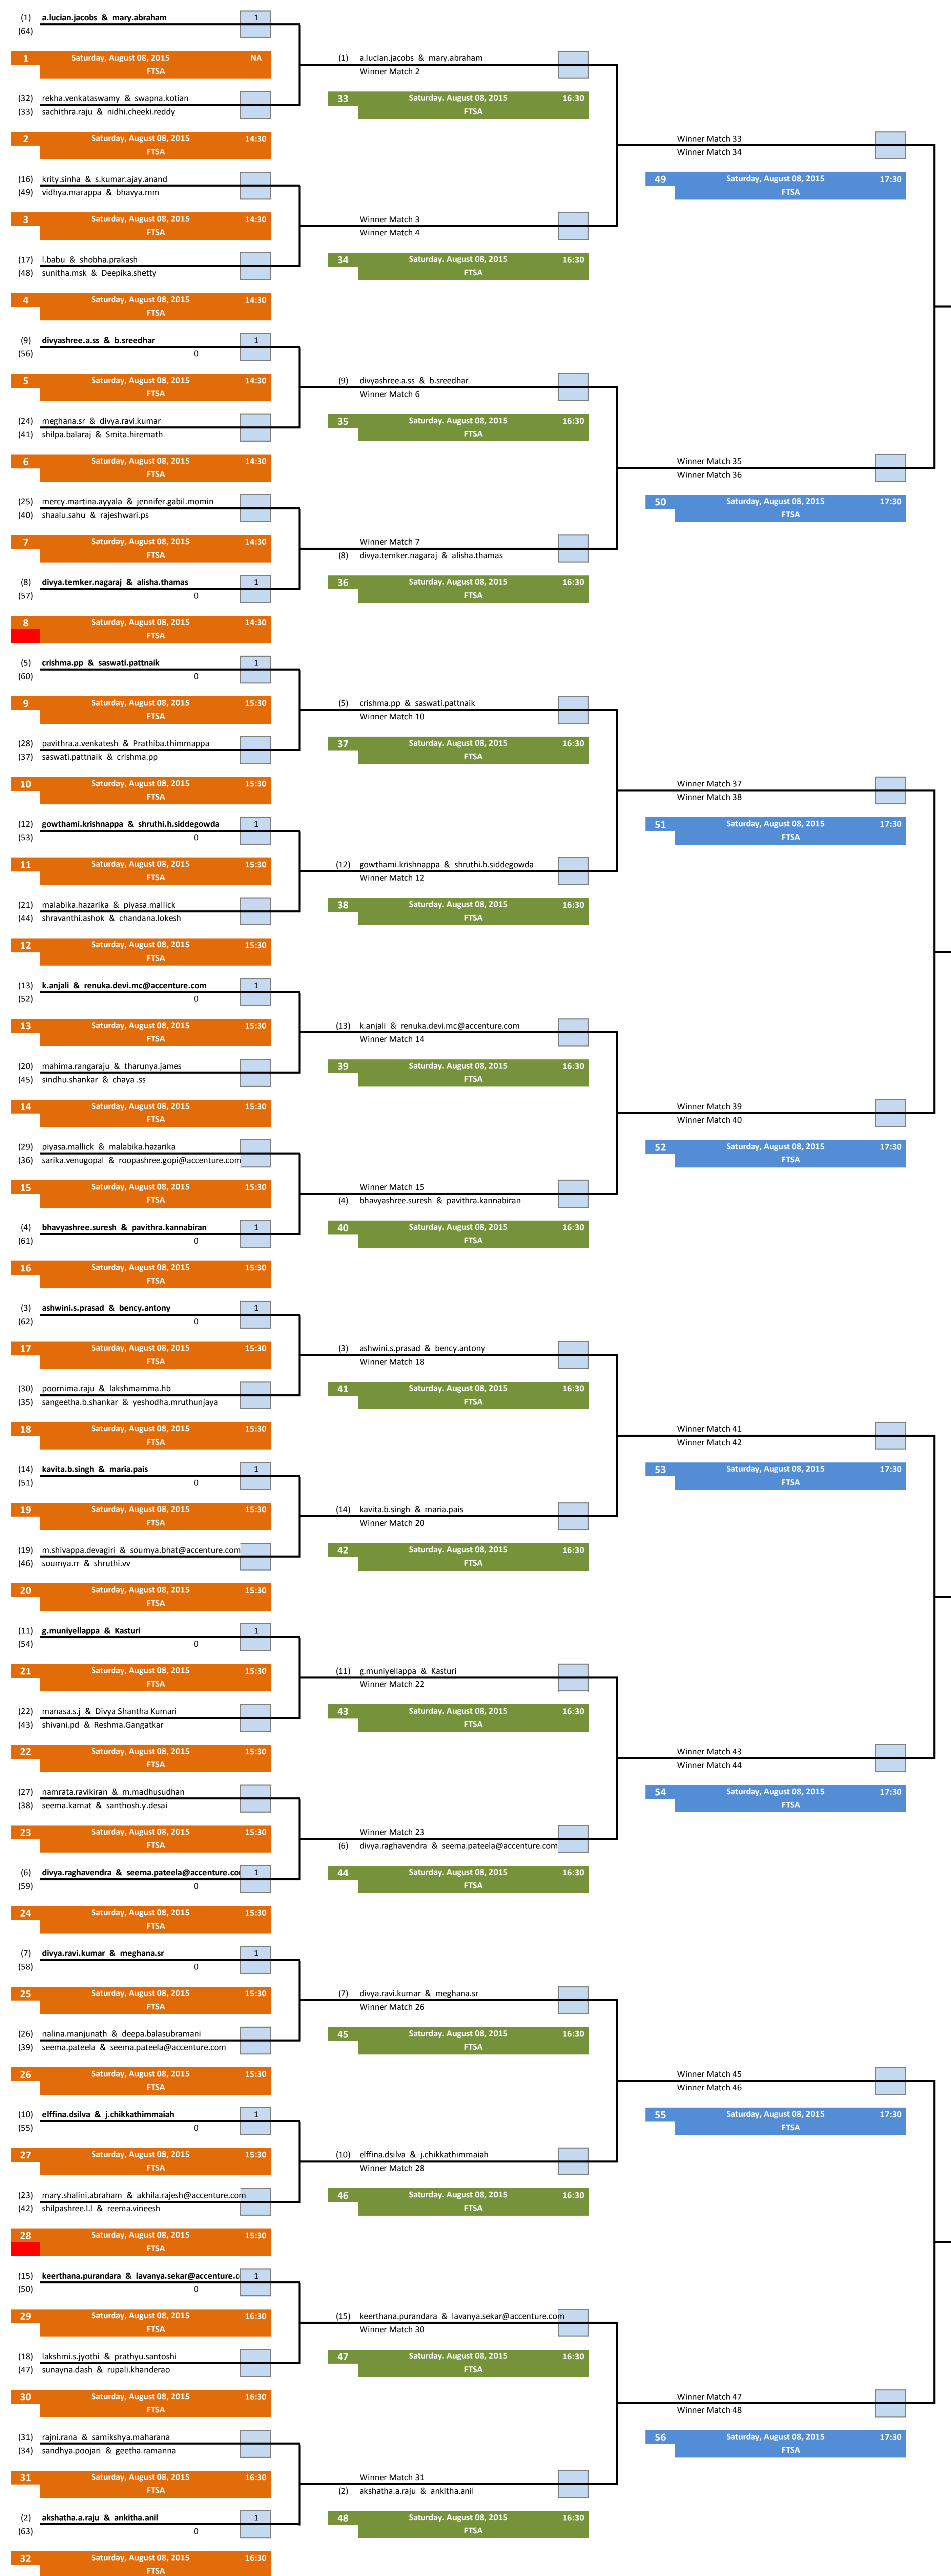 (1) a.lucian.jacobs & mary.abraham 1
(64)
1 Saturday, August 08, 2015 NA
FTSA
(32) rekha.venkataswamy & swapna.kotian
(33) sachithra.raju & nidhi.cheeki.reddy
2 Saturday, August 08, 2015 14:30
FTSA
(16) krity.sinha & s.kumar.ajay.anand
(49) vidhya.marappa & bhavya.mm
3 Saturday, August 08, 2015 14:30
FTSA
(17) l.babu & shobha.prakash
(48) sunitha.msk & Deepika.shetty
4 Saturday, August 08, 2015 14:30
FTSA
(9) divyashree.a.ss & b.sreedhar 1
(56) 0
5 Saturday, August 08, 2015 14:30
FTSA
(24) meghana.sr & divya.ravi.kumar
(41) shilpa.balaraj & Smita.hiremath
6 Saturday, August 08, 2015 14:30
FTSA
(25) mercy.martina.ayyala & jennifer.gabil.momin
(40) shaalu.sahu & rajeshwari.ps
7 Saturday, August 08, 2015 14:30
FTSA
(8) divya.temker.nagaraj & alisha.thamas 1
(57) 0
8 Saturday, August 08, 2015 14:30
FTSA
(5) crishma.pp & saswati.pattnaik 1
(60) 0
9 Saturday, August 08, 2015 15:30
FTSA
(28) pavithra.a.venkatesh & Prathiba.thimmappa
(37) saswati.pattnaik & crishma.pp
10 Saturday, August 08, 2015 15:30
FTSA
(12) gowthami.krishnappa & shruthi.h.siddegowda 1
(53) 0
11 Saturday, August 08, 2015 15:30
FTSA
(21) malabika.hazarika & piyasa.mallick
(44) shravanthi.ashok & chandana.lokesh
12 Saturday, August 08, 2015 15:30
FTSA
(13) k.anjali & renuka.devi.mc@accenture.com 1
(52) 0
13 Saturday, August 08, 2015 15:30
FTSA
(20) mahima.rangaraju & tharunya.james
(45) sindhu.shankar & chaya .ss
14 Saturday, August 08, 2015 15:30
FTSA
(29) piyasa.mallick & malabika.hazarika
(36) sarika.venugopal & roopashree.gopi@accenture.com
15 Saturday, August 08, 2015 15:30
FTSA
(4) bhavyashree.suresh & pavithra.kannabiran 1
(61) 0
16 Saturday, August 08, 2015 15:30
FTSA
(3) ashwini.s.prasad & bency.antony 1
(62) 0
17 Saturday, August 08, 2015 15:30
FTSA
(30) poornima.raju & lakshmamma.hb
(35) sangeetha.b.shankar & yeshodha.mruthunjaya
18 Saturday, August 08, 2015 15:30
FTSA
(14) kavita.b.singh & maria.pais 1
(51) 0
19 Saturday, August 08, 2015 15:30
FTSA
(19) m.shivappa.devagiri & soumya.bhat@accenture.com
(46) soumya.rr & shruthi.vv
20 Saturday, August 08, 2015 15:30
FTSA
(11) g.muniyellappa & Kasturi 1
(54) 0
21 Saturday, August 08, 2015 15:30
FTSA
(22) manasa.s.j & Divya Shantha Kumari
(43) shivani.pd & Reshma.Gangatkar
22 Saturday, August 08, 2015 15:30
FTSA
(27) namrata.ravikiran & m.madhusudhan
(38) seema.kamat & santhosh.y.desai
23 Saturday, August 08, 2015 15:30
FTSA
(6) divya.raghavendra & seema.pateela@accenture.co 1
(59) 0
24 Saturday, August 08, 2015 15:30
FTSA
(7) divya.ravi.kumar & meghana.sr 1
(58) 0
25 Saturday, August 08, 2015 15:30
FTSA
(26) nalina.manjunath & deepa.balasubramani
(39) seema.pateela & seema.pateela@accenture.com
26 Saturday, August 08, 2015 15:30
FTSA
(10) elffina.dsilva & j.chikkathimmaiah 1
(55) 0
27 Saturday, August 08, 2015 15:30
FTSA
(23) mary.shalini.abraham & akhila.rajesh@accenture.com
(42) shilpashree.l.l & reema.vineesh
28 Saturday, August 08, 2015 15:30
FTSA
(15) keerthana.purandara & lavanya.sekar@accenture.c 1
(50) 0
29 Saturday, August 08, 2015 16:30
FTSA
(18) lakshmi.s.jyothi & prathyu.santoshi
(47) sunayna.dash & rupali.khanderao
30 Saturday, August 08, 2015 16:30
FTSA
(31) rajni.rana & samikshya.maharana
(34) sandhya.poojari & geetha.ramanna
31 Saturday, August 08, 2015 16:30
FTSA
(2) akshatha.a.raju & ankitha.anil 1
(63) 0
32 Saturday, August 08, 2015 16:30
FTSA
(1) a.lucian.jacobs & mary.abraham
Winner Match 2
33 Saturday. August 08, 2015 16:30
FTSA
Winner Match 3
Winner Match 4
34 Saturday. August 08, 2015 16:30
FTSA
(9) divyashree.a.ss & b.sreedhar
Winner Match 6
35 Saturday. August 08, 2015 16:30
FTSA
Winner Match 7
(8) divya.temker.nagaraj & alisha.thamas
36 Saturday. August 08, 2015 16:30
FTSA
(5) crishma.pp & saswati.pattnaik
Winner Match 10
37 Saturday. August 08, 2015 16:30
FTSA
(12) gowthami.krishnappa & shruthi.h.siddegowda
Winner Match 12
38 Saturday. August 08, 2015 16:30
FTSA
(13) k.anjali & renuka.devi.mc@accenture.com
Winner Match 14
39 Saturday. August 08, 2015 16:30
FTSA
Winner Match 15
(4) bhavyashree.suresh & pavithra.kannabiran
40 Saturday. August 08, 2015 16:30
FTSA
(3) ashwini.s.prasad & bency.antony
Winner Match 18
41 Saturday. August 08, 2015 16:30
FTSA
(14) kavita.b.singh & maria.pais
Winner Match 20
42 Saturday. August 08, 2015 16:30
FTSA
(11) g.muniyellappa & Kasturi
Winner Match 22
43 Saturday. August 08, 2015 16:30
FTSA
Winner Match 23
(6) divya.raghavendra & seema.pateela@accenture.com
44 Saturday. August 08, 2015 16:30
FTSA
(7) divya.ravi.kumar & meghana.sr
Winner Match 26
45 Saturday. August 08, 2015 16:30
FTSA
(10) elffina.dsilva & j.chikkathimmaiah
Winner Match 28
46 Saturday. August 08, 2015 16:30
FTSA
(15) keerthana.purandara & lavanya.sekar@accenture.com
Winner Match 30
47 Saturday. August 08, 2015 16:30
FTSA
Winner Match 31
(2) akshatha.a.raju & ankitha.anil
48 Saturday. August 08, 2015 16:30
FTSA
Winner Match 33
Winner Match 34
49 Saturday, August 08, 2015 17:30
FTSA
Winner Match 35
Winner Match 36
50 Saturday, August 08, 2015 17:30
FTSA
Winner Match 37
Winner Match 38
51 Saturday, August 08, 2015 17:30
FTSA
Winner Match 39
Winner Match 40
52 Saturday, August 08, 2015 17:30
FTSA
Winner Match 41
Winner Match 42
53 Saturday, August 08, 2015 17:30
FTSA
Winner Match 43
Winner Match 44
54 Saturday, August 08, 2015 17:30
FTSA
Winner Match 45
Winner Match 46
55 Saturday, August 08, 2015 17:30
FTSA
Winner Match 47
Winner Match 48
56 Saturday, August 08, 2015 17:30
FTSA